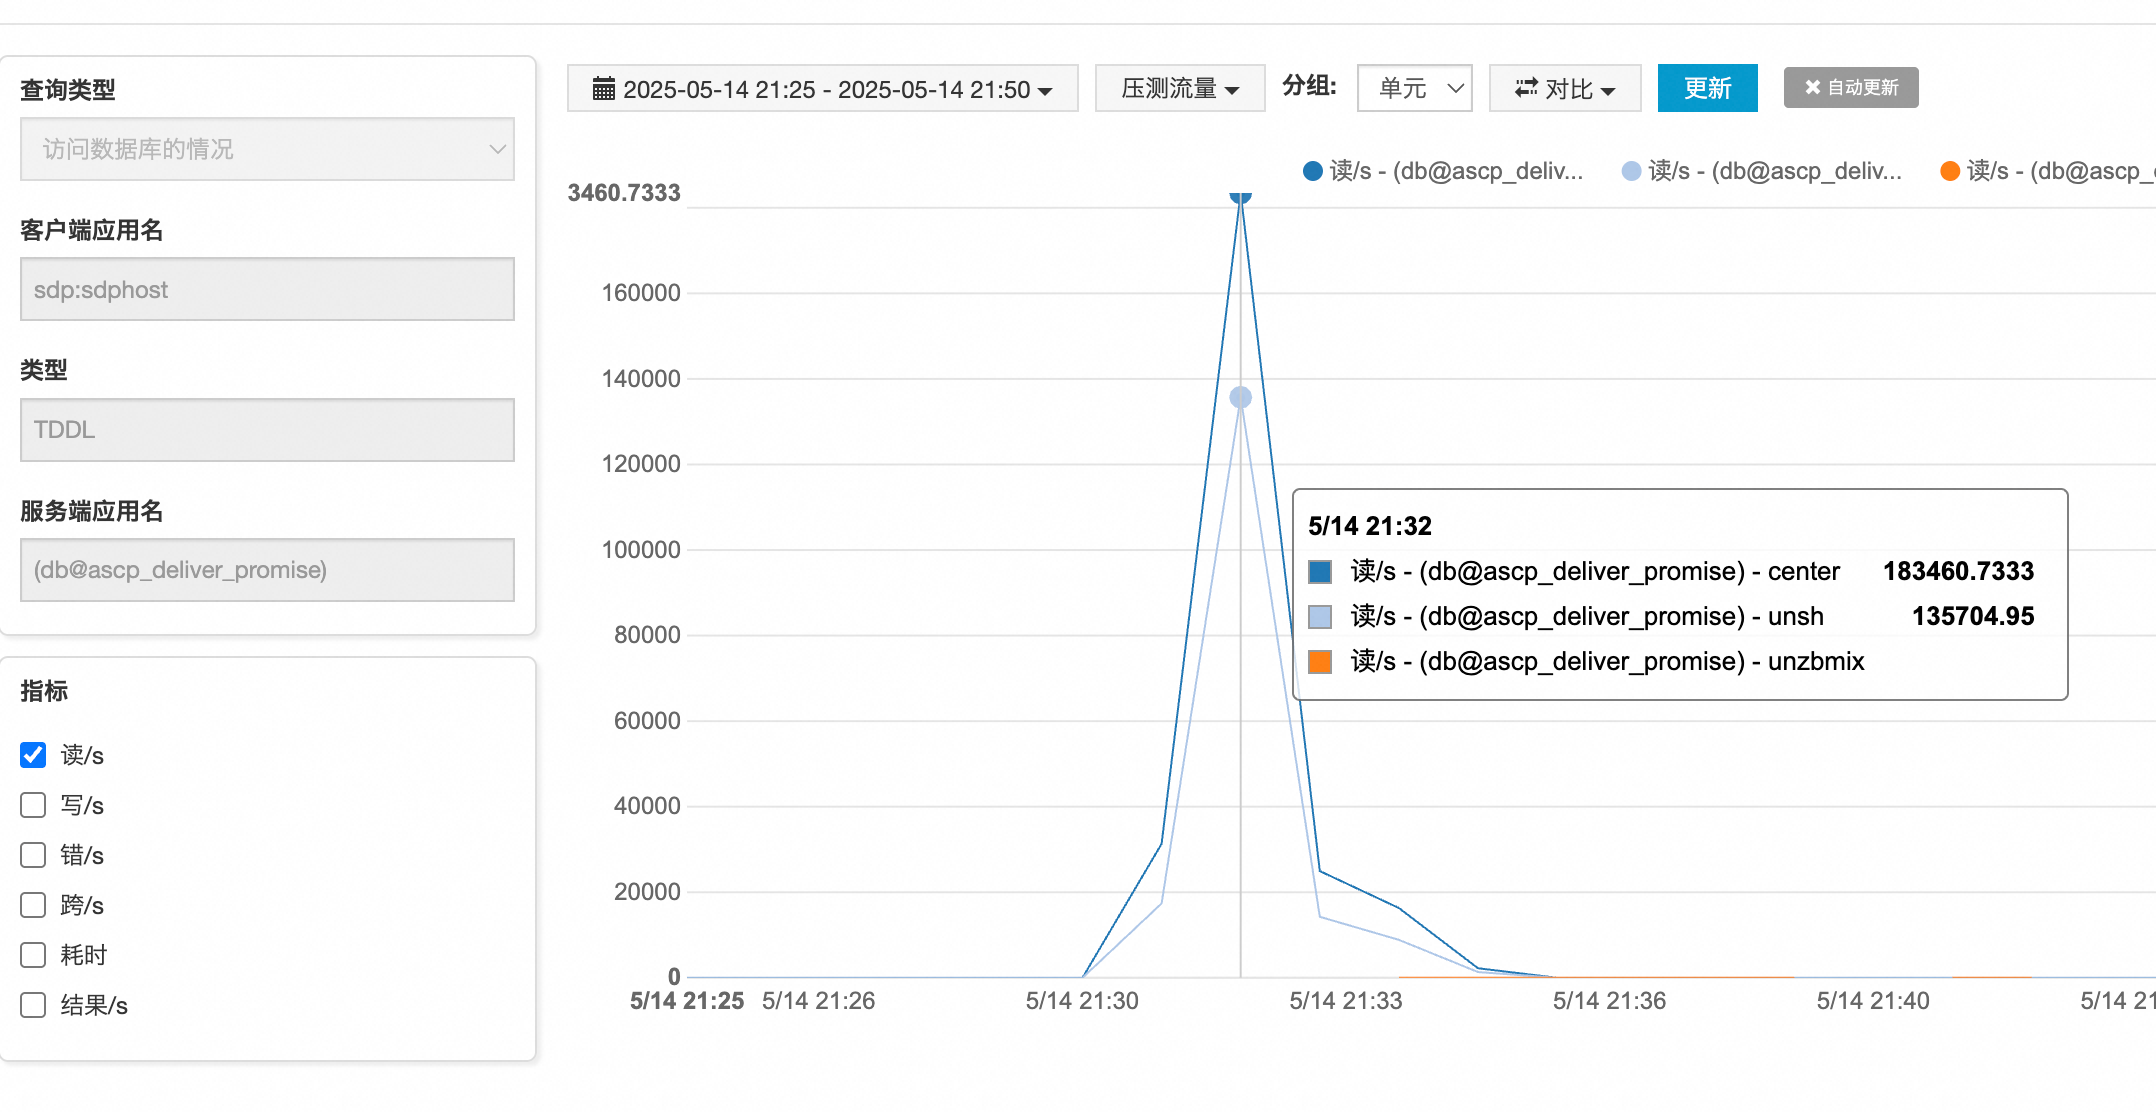 查询类型
访问数据库的情况
客户端应用名
sdp:sdphost
类型
TDDL
服务端应用名
(db@ascp_deliver_promise)
指标
读/s
写/s
错/s
跨/s
耗时
结果/s
2025-05-14 21:25 - 2025-05-14 21:50
压测流量
分组:
单元
对比
更新
自动更新
读/s - (db@ascp_deliv...
读/s - (db@ascp_deliv...
读/s - (db@ascp_
3460.7333
160000
140000
120000
100000
80000
60000
40000
20000
0
5/14 21:32
读/s - (db@ascp_deliver_promise) - center 183460.7333
读/s - (db@ascp_deliver_promise) - unsh 135704.95
读/s - (db@ascp_deliver_promise) - unzbmix
5/14 21:25 5/14 21:26 5/14 21:30 5/14 21:33 5/14 21:36 5/14 21:40 5/14 21